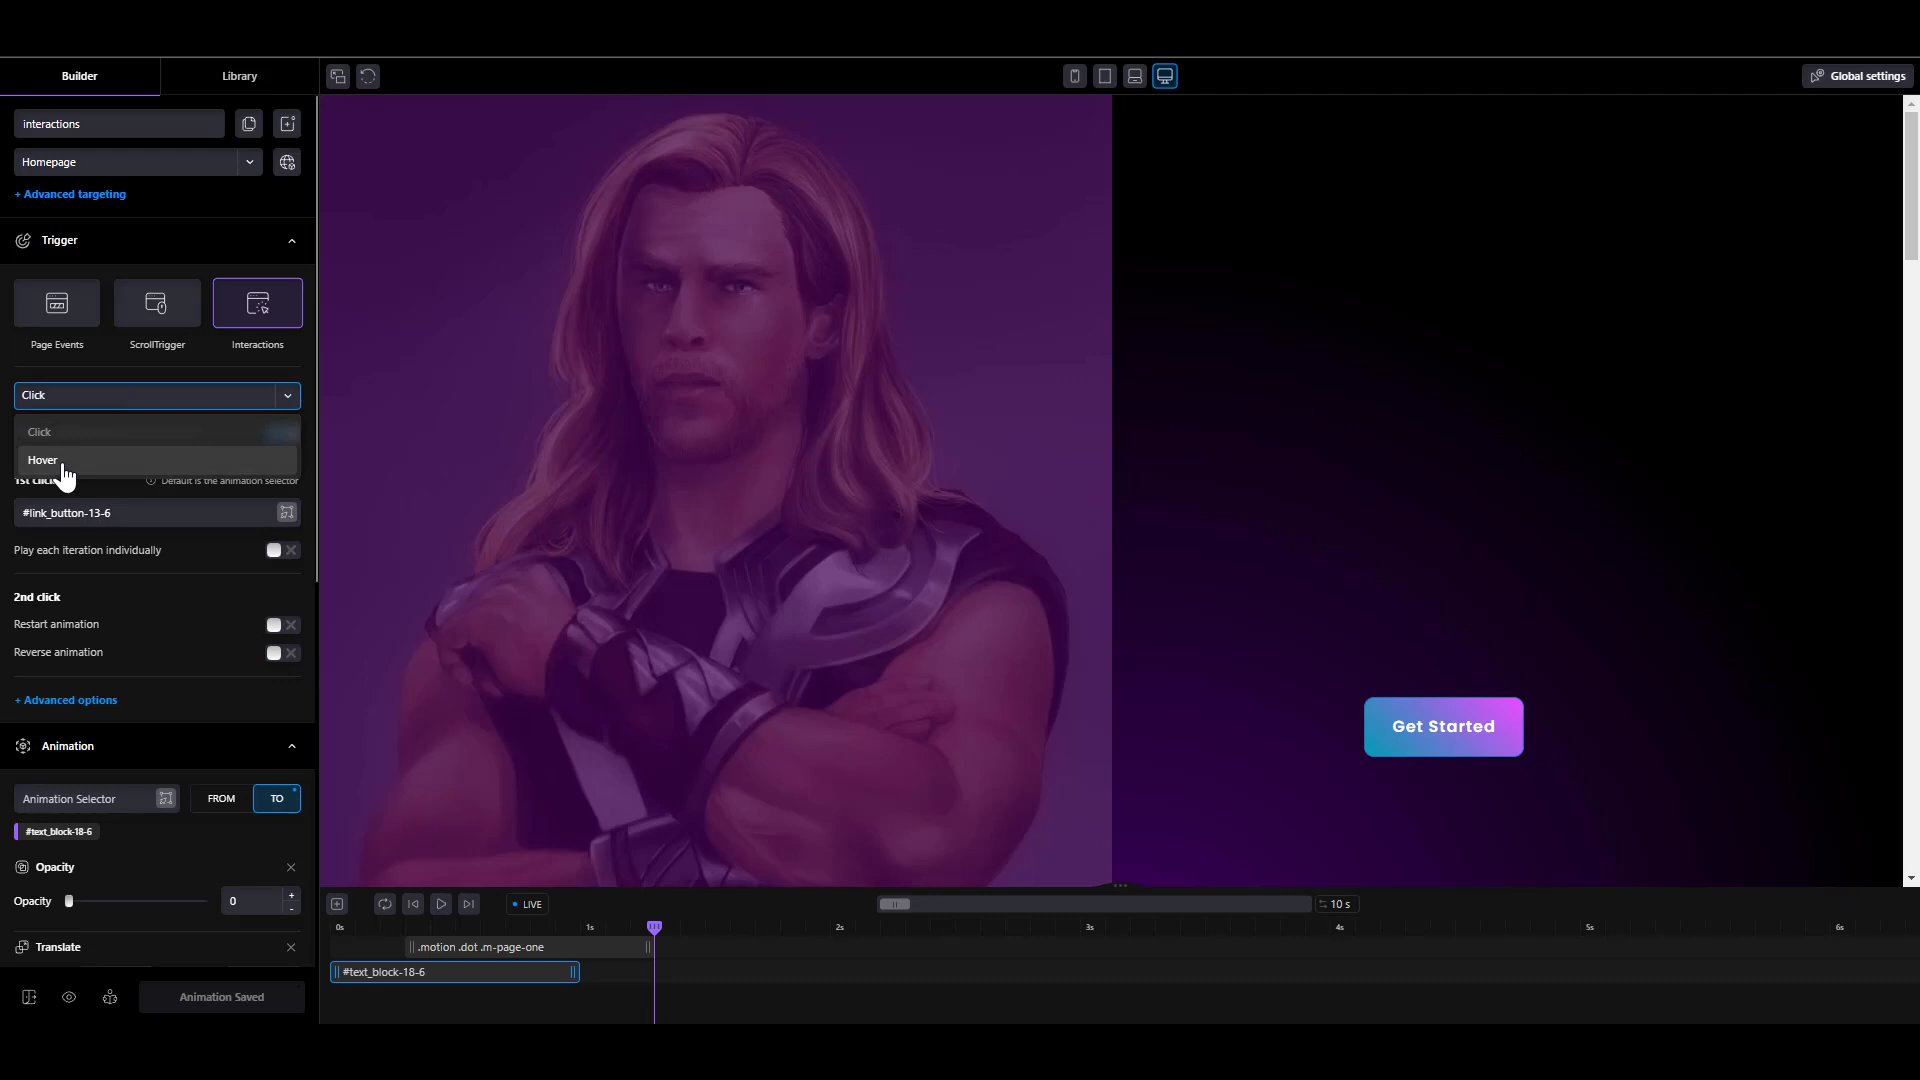 Builder
Library
Global settings
interactions
Homepage
+ Advanced targeting
Trigger
Page Events
ScrollTrigger
Interactions
Click
Click
Hover
1st click
Default is the animation selector
#link_button-13-6
Play each iteration individually
2nd click
Restart animation
Reverse animation
+ Advanced options
Get Started
Animation
Animation Selector
FROM
TO
#text_block-18-6
Opacity
Opacity
0
Translate
Animation Saved
LIVE
10 s
0s
1s
2s
3s
4s
5s
6s
.motion .dot .m-page-one
#text_block-18-6